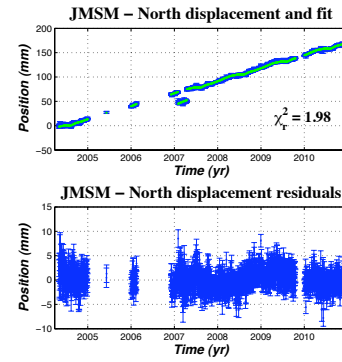 JMSM – North displacement and fit
Position (mm)
200
150
100
50
0
−50
χ²ᵣ = 1.98
2005 2006 2007 2008 2009 2010
Time (yr)
JMSM – North displacement residuals
Position (mm)
15
10
5
0
−5
−10
2005 2006 2007 2008 2009 2010
Time (yr)